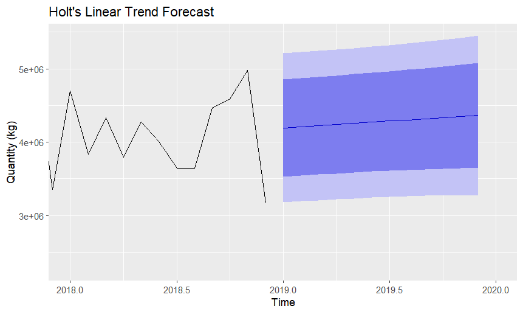 Holt's Linear Trend Forecast
Quantity (kg)
5e+06
4e+06
3e+06
2018.0
2018.5
2019.0
2019.5
2020.0
Time